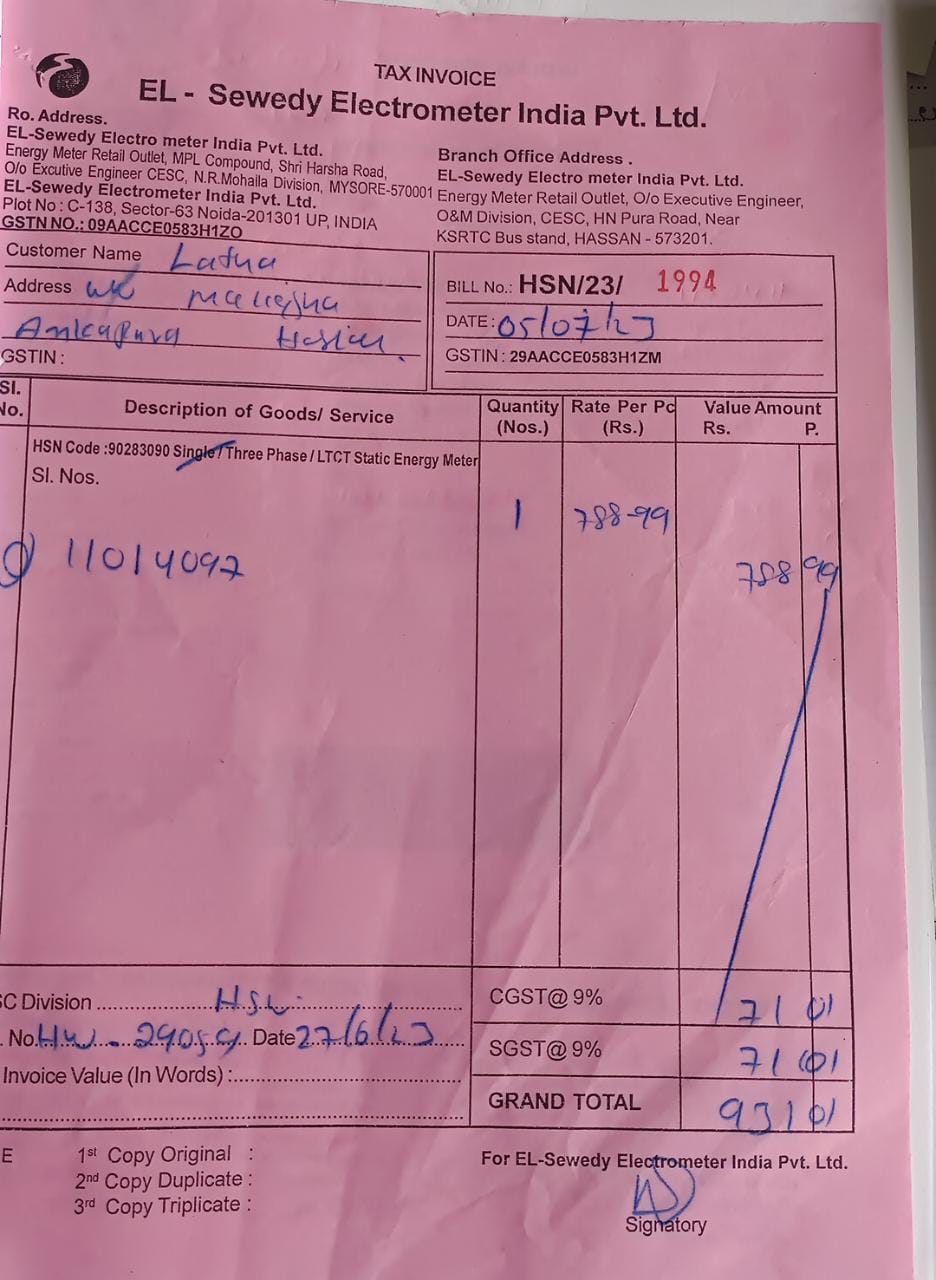 TAX INVOICE
EL - Sewedy Electrometer India Pvt. Ltd.
Ro. Address.
EL-Sewedy Electro meter India Pvt. Ltd.
Energy Meter Retail Outlet, MPL Compound, Shri Harsha Road,
O/o Excutive Engineer CESC, N.R.Mohalla Division, MYSORE-570001
EL-Sewedy Electrometer India Pvt. Ltd.
Plot No : C-138, Sector-63 Noida-201301 UP, INDIA
GSTN NO.: 09AACCE0583H1ZO
Branch Office Address .
EL-Sewedy Electro meter India Pvt. Ltd.
Energy Meter Retail Outlet, O/o Executive Engineer,
O&M Division, CESC, HN Pura Road, Near
KSRTC Bus stand, HASSAN - 573201.
Customer Name
Address
GSTIN :
BILL No.: HSN/23/ 1994
DATE : 05/07/23
GSTIN : 29AACCE0583H1ZM
Sl. No. Description of Goods/ Service Quantity (Nos.) Rate Per Pc (Rs.) Value Amount Rs. P.
HSN Code :90283090 Single / Three Phase / LTCT Static Energy Meter
Sl. Nos.
1 788-99
11014097 788 99
C Division .......... CGST@ 9% 71 01
No. Date 27/6/23 SGST@ 9% 71 01
Invoice Value (In Words) :..........
GRAND TOTAL 931 01
E 1st Copy Original :
2nd Copy Duplicate :
3rd Copy Triplicate :
For EL-Sewedy Electrometer India Pvt. Ltd.
Signatory